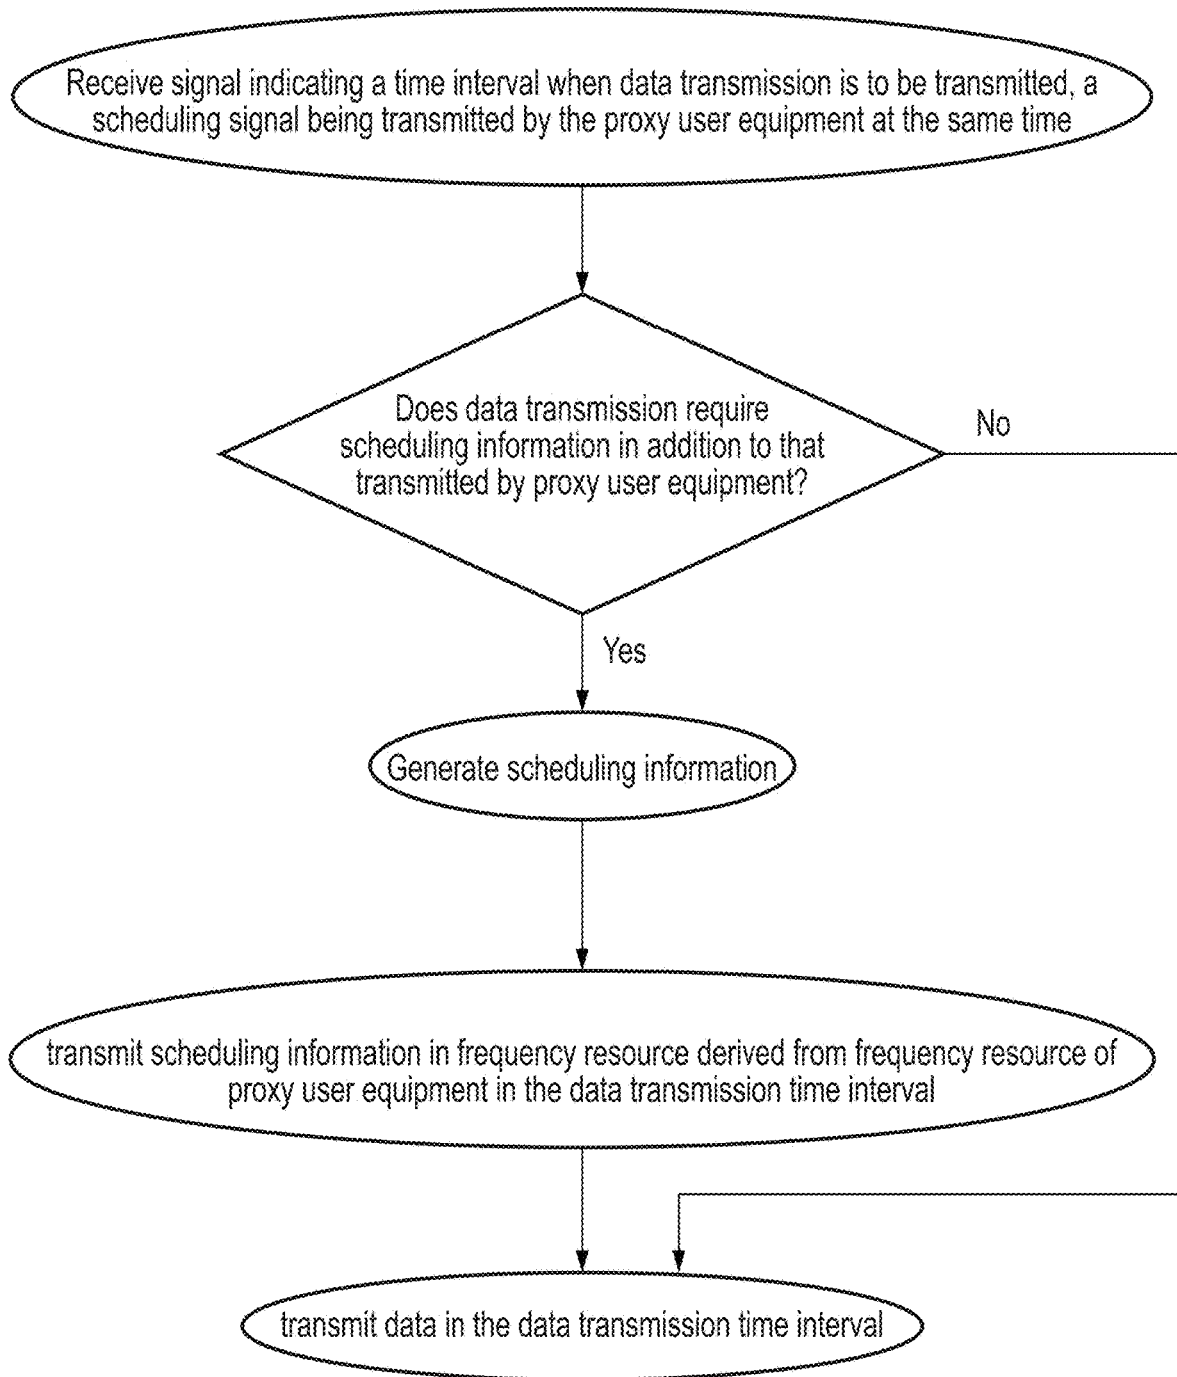 Receive signal indicating a time interval when data transmission is to be transmitted, a
scheduling signal being transmitted by the proxy user equipment at the same time
Does data transmission require
scheduling information in addition to that
transmitted by proxy user equipment?
No
Yes
Generate scheduling information
transmit scheduling information in frequency resource derived from frequency resource of
proxy user equipment in the data transmission time interval
transmit data in the data transmission time interval